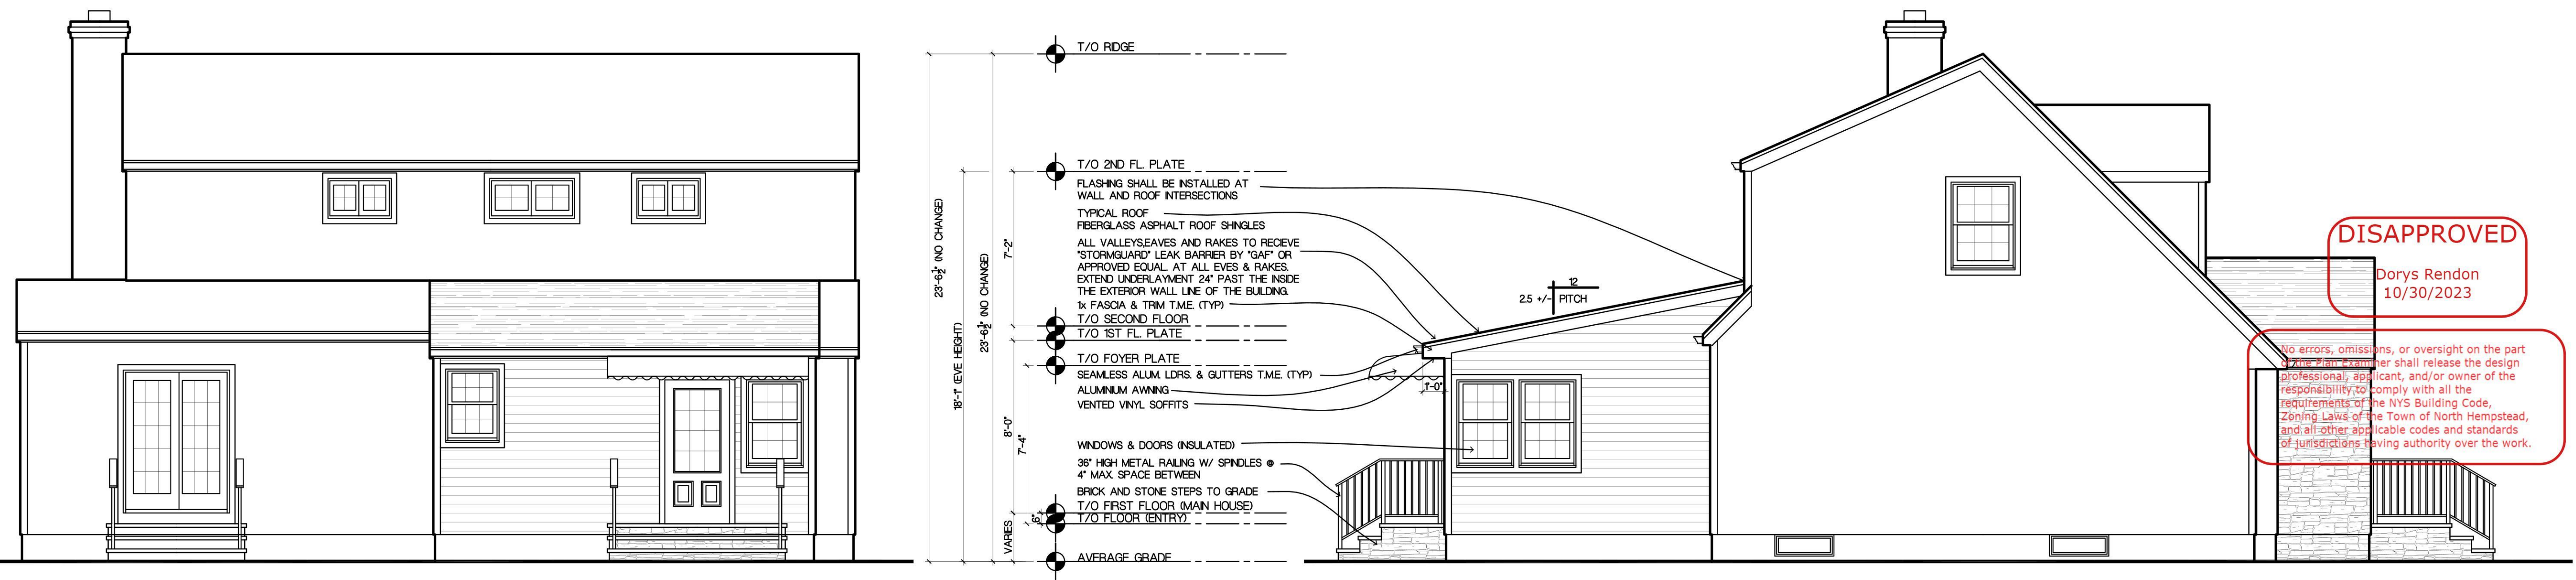 T/O RIDGE
T/O 2ND FL. PLATE
FLASHING SHALL BE INSTALLED AT
WALL AND ROOF INTERSECTIONS
TYPICAL ROOF
FIBERGLASS ASPHALT ROOF SHINGLES
ALL VALLEYS,EAVES AND RAKES TO RECIEVE
"STORMGUARD" LEAK BARRIER BY "GAF" OR
APPROVED EQUAL. AT ALL EVES & RAKES.
EXTEND UNDERLAYMENT 24" PAST THE INSIDE
THE EXTERIOR WALL LINE OF THE BUILDING.
1x FASCIA & TRIM T.M.E. (TYP)
T/O SECOND FLOOR
T/O 1ST FL. PLATE
T/O FOYER PLATE
SEAMLESS ALUM. LDRS. & GUTTERS T.M.E. (TYP)
ALUMINIUM AWNING
VENTED VINYL SOFFITS
WINDOWS & DOORS (INSULATED)
36" HIGH METAL RAILING W/ SPINDLES @
4" MAX. SPACE BETWEEN
BRICK AND STONE STEPS TO GRADE
T/O FIRST FLOOR (MAIN HOUSE)
T/O FLOOR (ENTRY)
AVERAGE GRADE
23'-6½" (NO CHANGE)
18'-1" (EVE HEIGHT)
23'-6½" (NO CHANGE)
7'-2"
8'-0"
7'-4"
6"
VARIES
12
2.5 +/- PITCH
1'-0"
DISAPPROVED
Dorys Rendon
10/30/2023
No errors, omissions, or oversight on the part
of the Plan Examiner shall release the design
professional, applicant, and/or owner of the
responsibility to comply with all the
requirements of the NYS Building Code,
Zoning Laws of the Town of North Hempstead,
and all other applicable codes and standards
of jurisdictions having authority over the work.